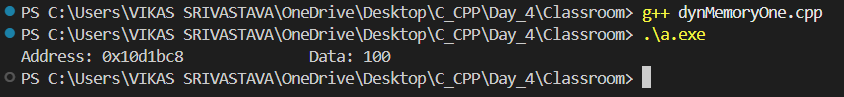 PS C:\Users\VIKAS SRIVASTAVA\OneDrive\Desktop\C_CPP\Day_4\Classroom> g++ dynMemoryOne.cpp
PS C:\Users\VIKAS SRIVASTAVA\OneDrive\Desktop\C_CPP\Day_4\Classroom> .\a.exe
Address: 0x10d1bc8 Data: 100
PS C:\Users\VIKAS SRIVASTAVA\OneDrive\Desktop\C_CPP\Day_4\Classroom>